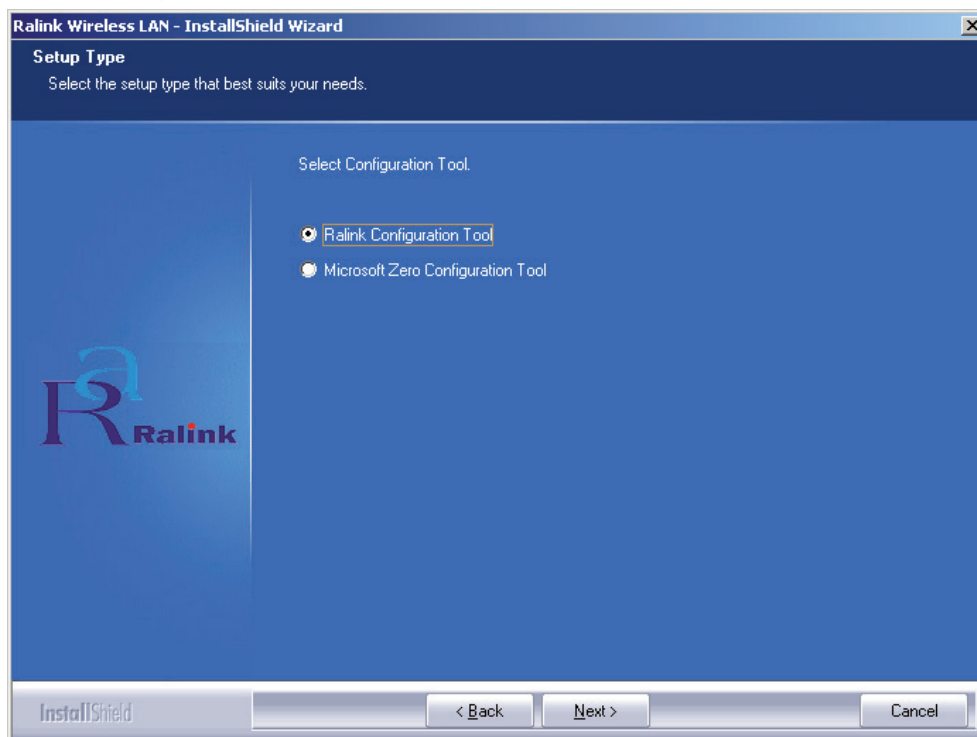 Ralink Wireless LAN - InstallShield Wizard
Setup Type
Select the setup type that best suits your needs.
Select Configuration Tool.
Ralink Configuration Tool
Microsoft Zero Configuration Tool
Ra
Ralink
InstallShield
< Back
Next >
Cancel